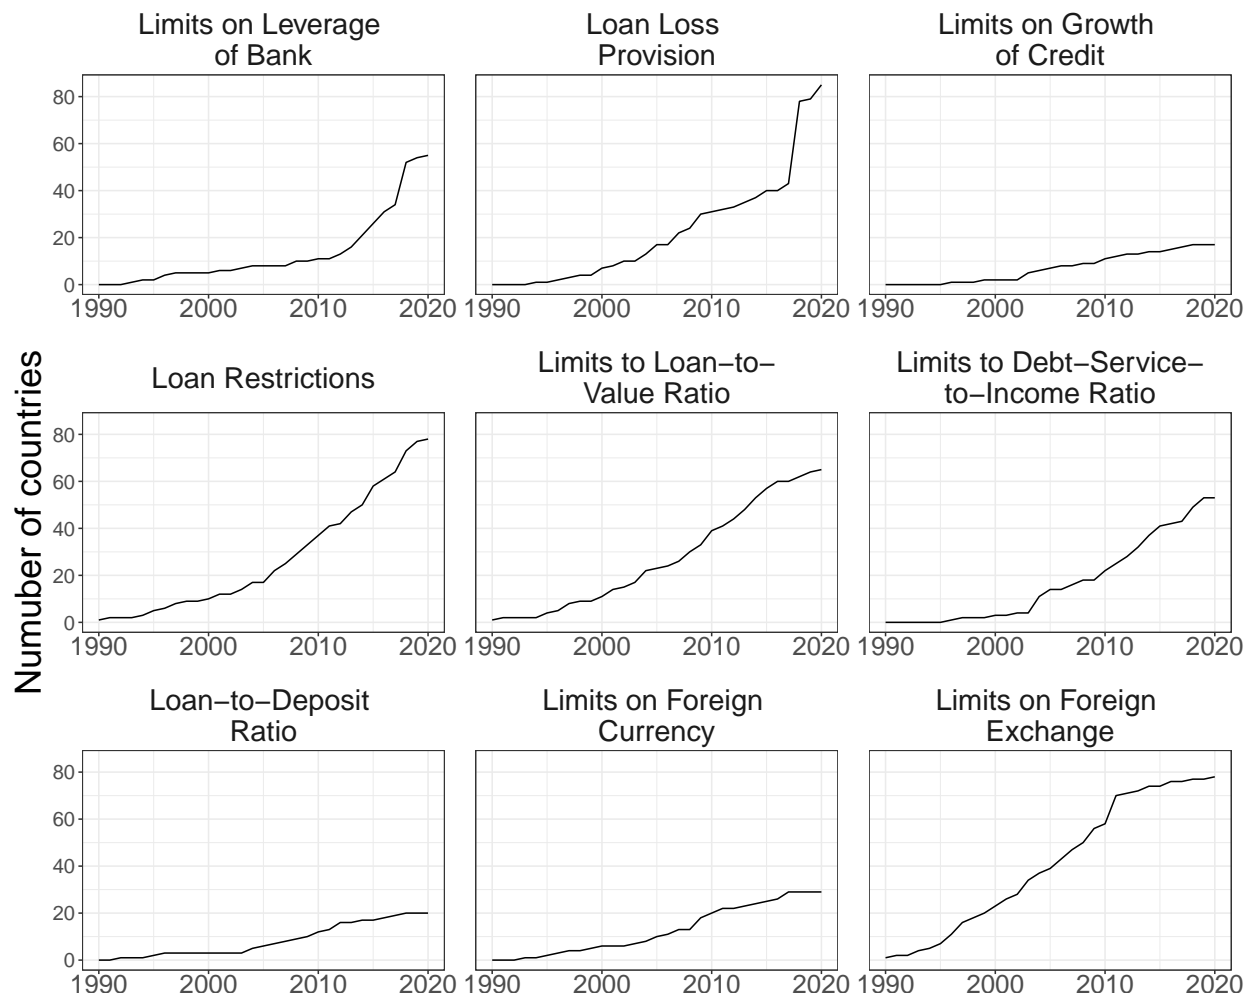 Limits on Leverage
of Bank
Loan Loss
Provision
Limits on Growth
of Credit
80
60
40
20
0
1990 2000 2010 2020
1990 2000 2010 2020
1990 2000 2010 2020
Numuber of countries
Loan Restrictions
Limits to Loan−to−
Value Ratio
Limits to Debt−Service−
to−Income Ratio
80
60
40
20
0
1990 2000 2010 2020
1990 2000 2010 2020
1990 2000 2010 2020
Loan−to−Deposit
Ratio
Limits on Foreign
Currency
Limits on Foreign
Exchange
80
60
40
20
0
1990 2000 2010 2020
1990 2000 2010 2020
1990 2000 2010 2020